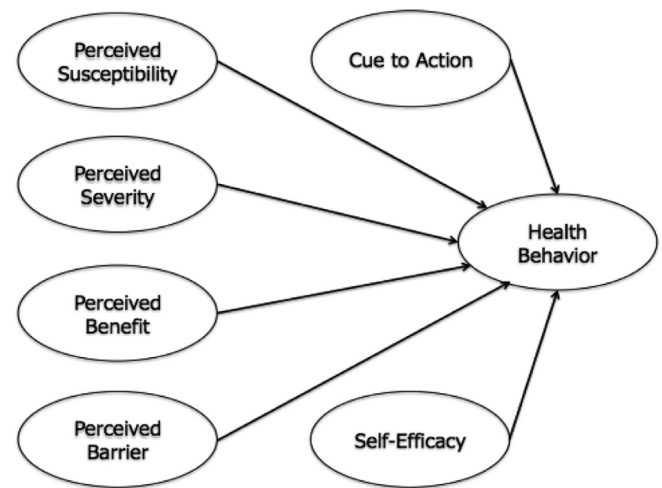 Perceived
Susceptibility
Cue to Action
Perceived
Severity
Health
Behavior
Perceived
Benefit
Perceived
Barrier
Self-Efficacy